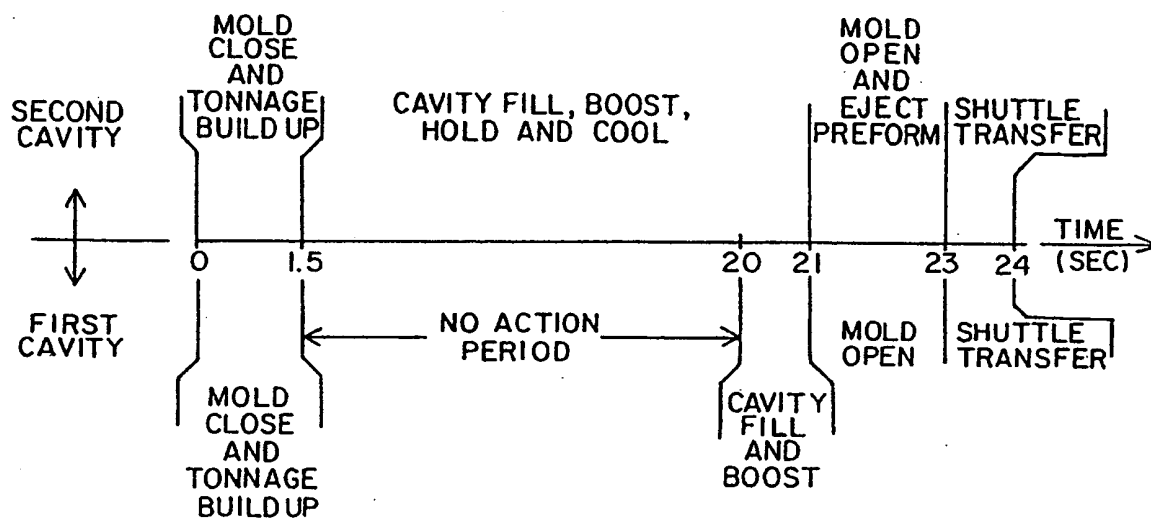 MOLD
CLOSE
AND
TONNAGE
BUILD UP
SECOND
CAVITY
CAVITY FILL, BOOST,
HOLD AND COOL
MOLD
OPEN
AND
EJECT
PREFORM
SHUTTLE
TRANSFER
0
1.5
20
21
23
24
TIME
(SEC)
FIRST
CAVITY
MOLD
CLOSE
AND
TONNAGE
BUILD UP
NO ACTION
PERIOD
CAVITY
FILL
AND
BOOST
MOLD
OPEN
SHUTTLE
TRANSFER